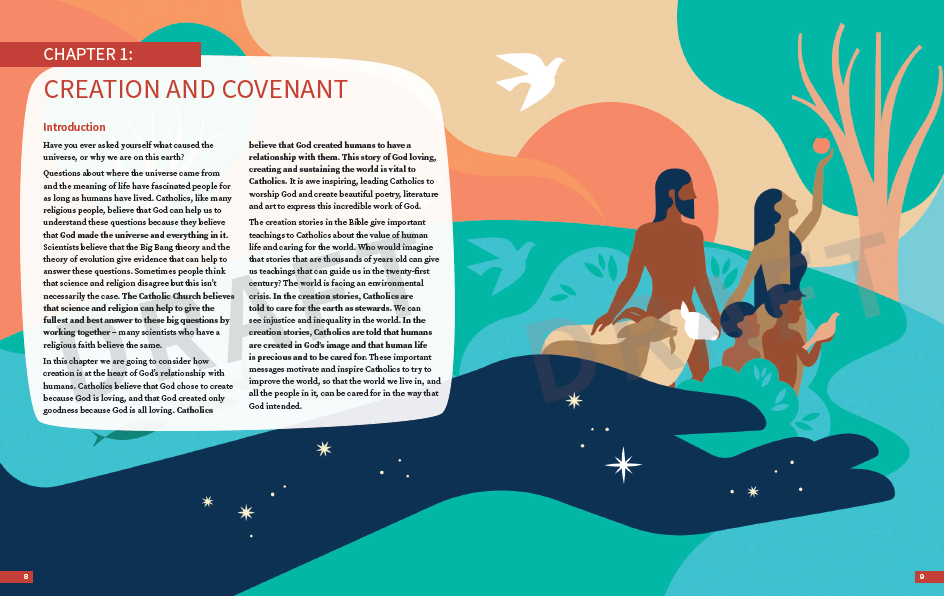 CHAPTER 1:
CREATION AND COVENANT
Introduction
Have you ever asked yourself what caused the
universe, or why we are on this earth?
Questions about where the universe came from
and the meaning of life have fascinated people for
as long as humans have lived. Catholics, like many
religious people, believe that God can help us to
understand these questions because they believe
that God made the universe and everything in it.
Scientists believe that the Big Bang theory and the
theory of evolution give evidence that can help to
answer these questions. Sometimes people think
that science and religion disagree but this isn't
necessarily the case. The Catholic Church believes
that science and religion can help to give the
fullest and best answer to these big questions by
working together – many scientists who have a
religious faith believe the same.
In this chapter we are going to consider how
creation is at the heart of God's relationship with
humans. Catholics believe that God chose to create
because God is loving, and that God created only
goodness because God is all loving. Catholics
believe that God created humans to have a
relationship with them. This story of God loving,
creating and sustaining the world is vital to
Catholics. It is awe inspiring, leading Catholics to
worship God and create beautiful poetry, literature
and art to express this incredible work of God.
The creation stories in the Bible give important
teachings to Catholics about the value of human
life and caring for the world. Who would imagine
that stories that are thousands of years old can give
us teachings that can guide us in the twenty-first
century? The world is facing an environmental
crisis. In the creation stories, Catholics are
told to care for the earth as stewards. We can
see injustice and inequality in the world. In the
creation stories, Catholics are told that humans
are created in God's image and that human life
is precious and to be cared for. These important
messages motivate and inspire Catholics to try to
improve the world, so that the world we live in, and
all the people in it, can be cared for in the way that
God intended.
DRAFT
DRAFT
8
9